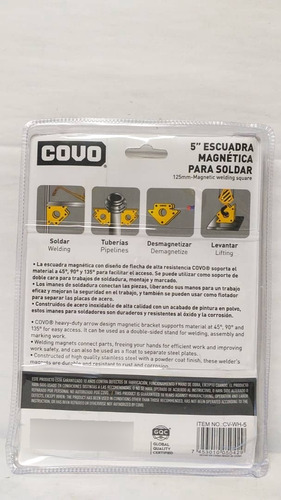 COVO
5" ESCUADRA
MAGNÉTICA
PARA SOLDAR
125mm-Magnetic welding square
Soldar
Welding
Tuberías
Pipelines
Desmagnetizar
Demagnetize
Levantar
Lifting
• La escuadra magnética con diseño de flecha de alta resistencia COVO® suporta el
material a 45°, 90° y 135° para facilitar el acceso. Se puede utilizar como soporte de
doble cara para trabajos de soldadura, montaje y marcado.
• Los imanes de soldadura conectan las piezas, liberando sus manos para un trabajo
eficaz y mejoran la seguridad en el trabajo, y también se pueden usar como flotador
para separar las placas de acero.
• Construidos de acero inoxidable de alta calidad con un acabado de pintura en polvo,
estos imanes para soldadores son duraderos y resistentes al óxido y la corrosión.
• COVO® heavy-duty arrow design magnetic bracket supports material at 45°, 90° and
135° for easy access. It can be used as a double-sided stand for welding, assembly and
marking work.
• Welding magnets connect parts, freeing your hands for efficient work and improving
work safety, and can also be used as a float to separate steel plates.
• Constructed of high quality stainless steel with a powder coat finish, these welder's
magnets are durable and resistant to rust and corrosion.
ITEM NO.: CV-WH-5
GQC
GLOBAL
QUALITY
CERTIFIED